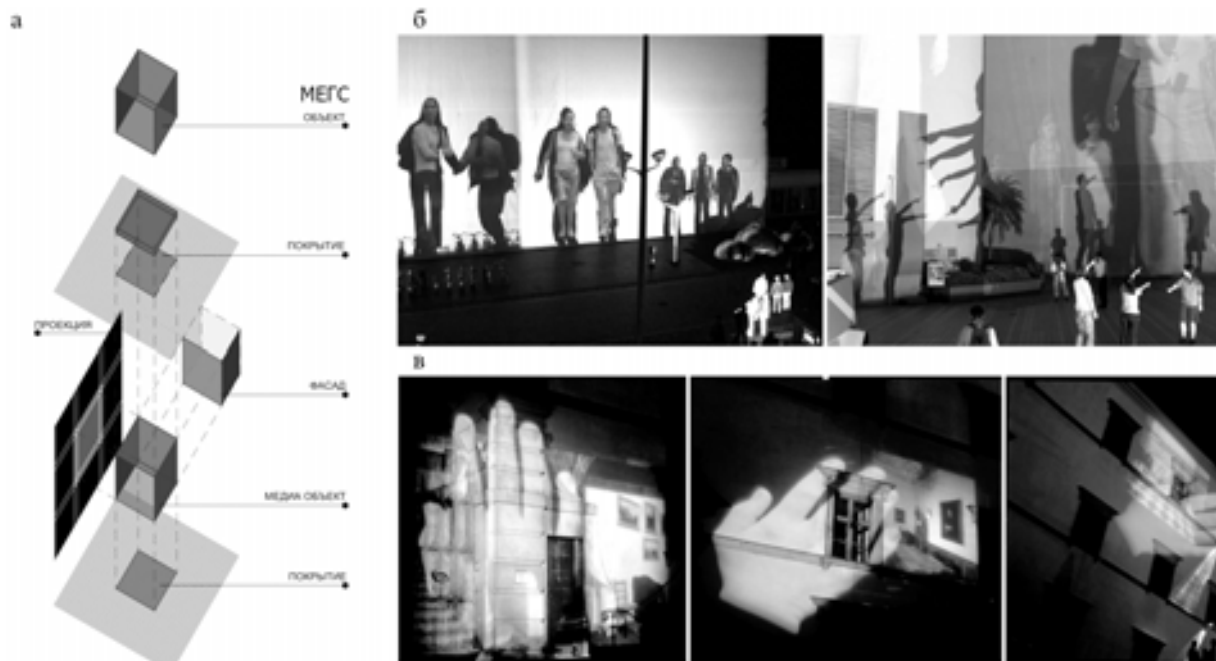 а
МЕГС
ОБЪЕКТ
ПОКРЫТИЕ
ПРОЕКЦИЯ
ФАСАД
МЕДИА ОБЪЕКТ
ПОКРЫТИЕ
б
в